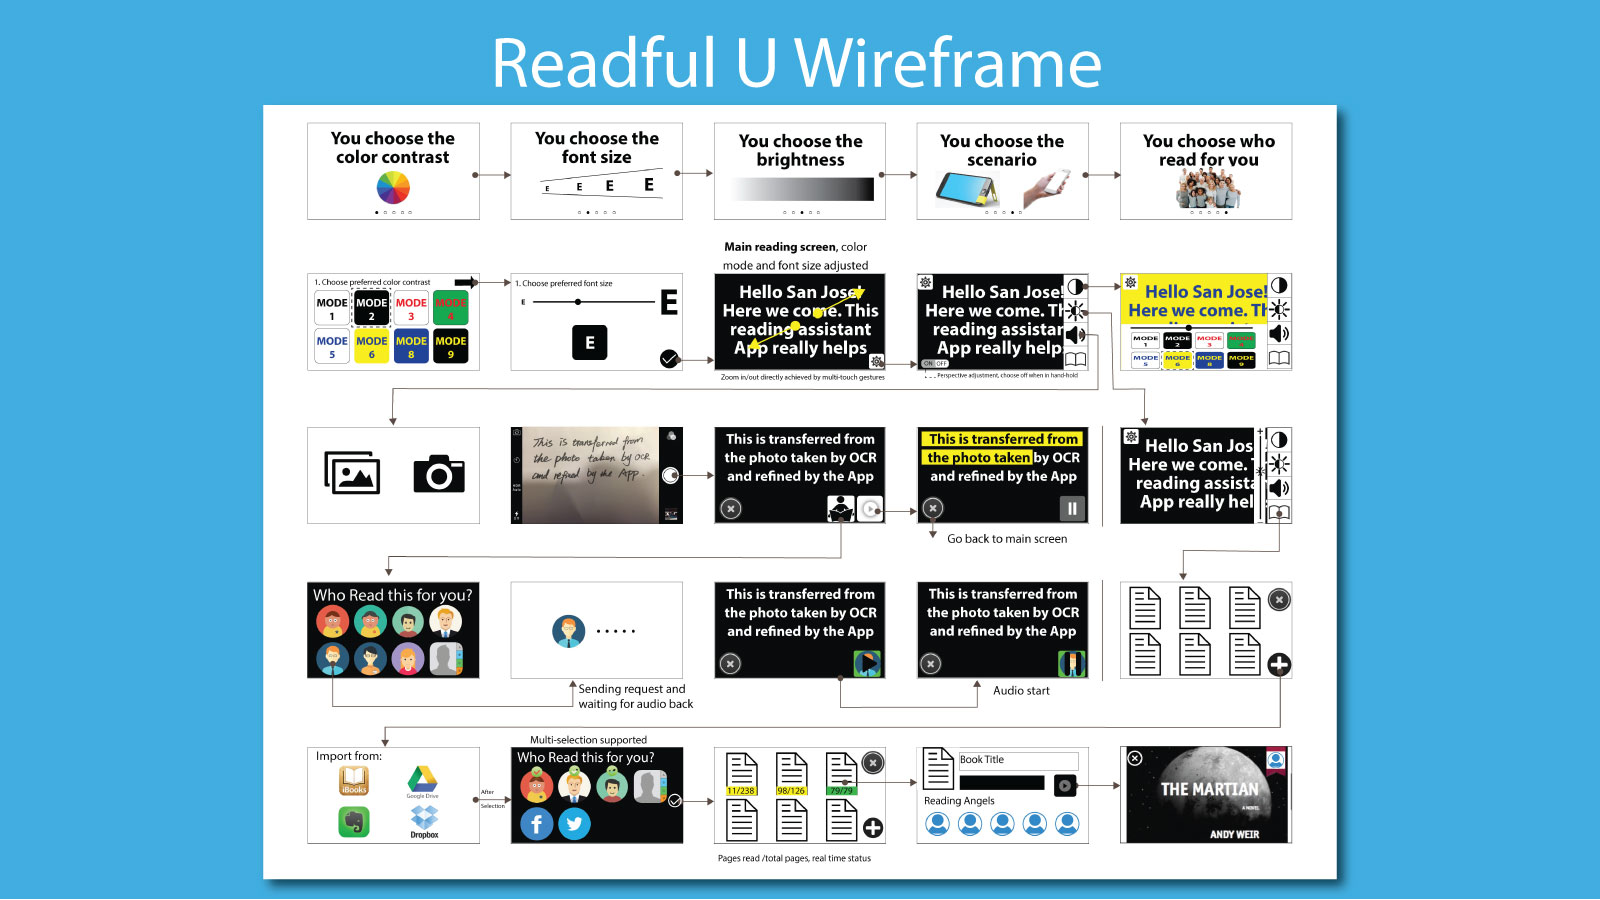 Readful U Wireframe
You choose the
color contrast
You choose the
font size
E E E E
You choose the
brightness
You choose the
scenario
You choose who
read for you
1. Choose preferred color contrast
MODE 1
MODE 2
MODE 3
MODE 4
MODE 5
MODE 6
MODE 8
MODE 9
1. Choose preferred font size
E E
E
Main reading screen, color
mode and font size adjusted
Hello San Jose!
Here we come. This
reading assistant
App really helps
Zoom in/out directly achieved by multi-touch gestures
Hello San Jose!
Here we come. Th
reading assistar
App really help
ON OFF
Perspective adjustment, choose off when in hand-hold
Hello San Jose!
Here we come. Th
MODE 1
MODE 2
MODE 3
MODE 4
MODE 5
MODE 6
MODE 8
MODE 9
This is transferred from
the photo taken by OCR
and refined by the App.
This is transferred from
the photo taken by OCR
and refined by the App
This is transferred from
the photo taken by OCR
and refined by the App
Go back to main screen
Hello San Jos
Here we come.
reading assista
App really hel
Who Read this for you?
Sending request and
waiting for audio back
This is transferred from
the photo taken by OCR
and refined by the App
This is transferred from
the photo taken by OCR
and refined by the App
Audio start
Import from:
iBooks
Google Drive
Dropbox
After
Selection
Multi-selection supported
Who Read this for you?
11/238
98/126
79/79
Pages read /total pages, real time status
Book Title
Reading Angels
THE MARTIAN
A NOVEL
ANDY WEIR